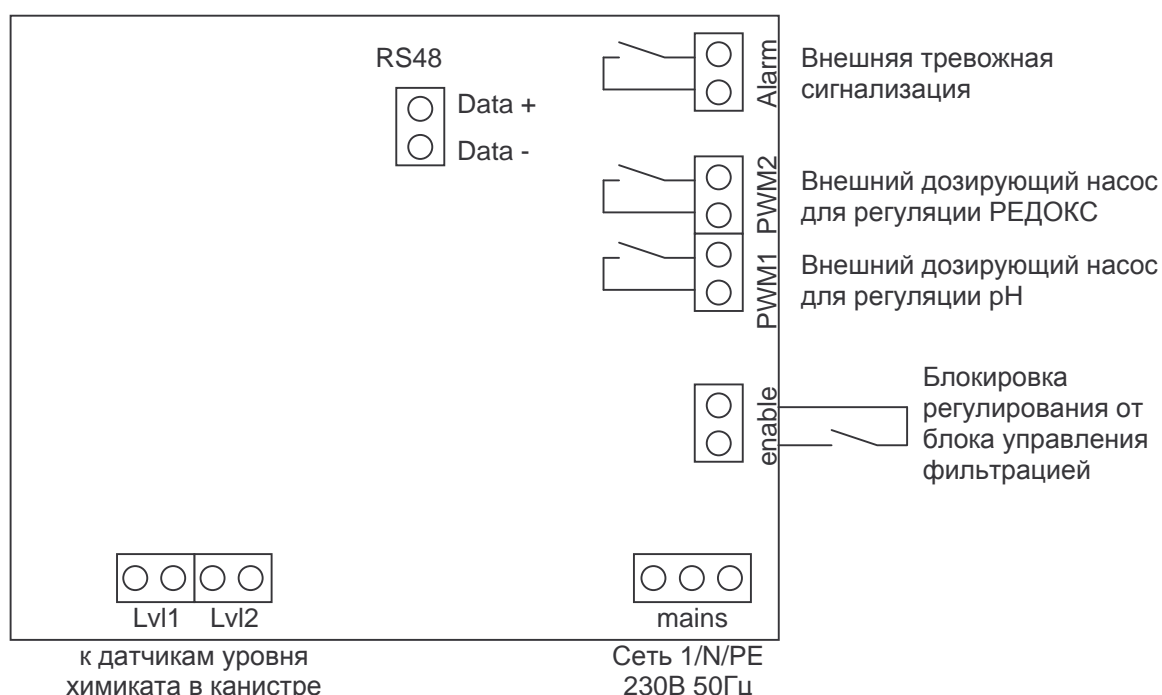 RS48
Data +
Data -
Alarm
Внешняя тревожная
сигнализация
PWM2
Внешний дозирующий насос
для регуляции РЕДОКС
PWM1
Внешний дозирующий насос
для регуляции pH
enable
Блокировка
регулирования от
блока управления
фильтрацией
Lvl1 Lvl2
mains
к датчикам уровня
химиката в канистре
Сеть 1/N/PE
230В 50Гц